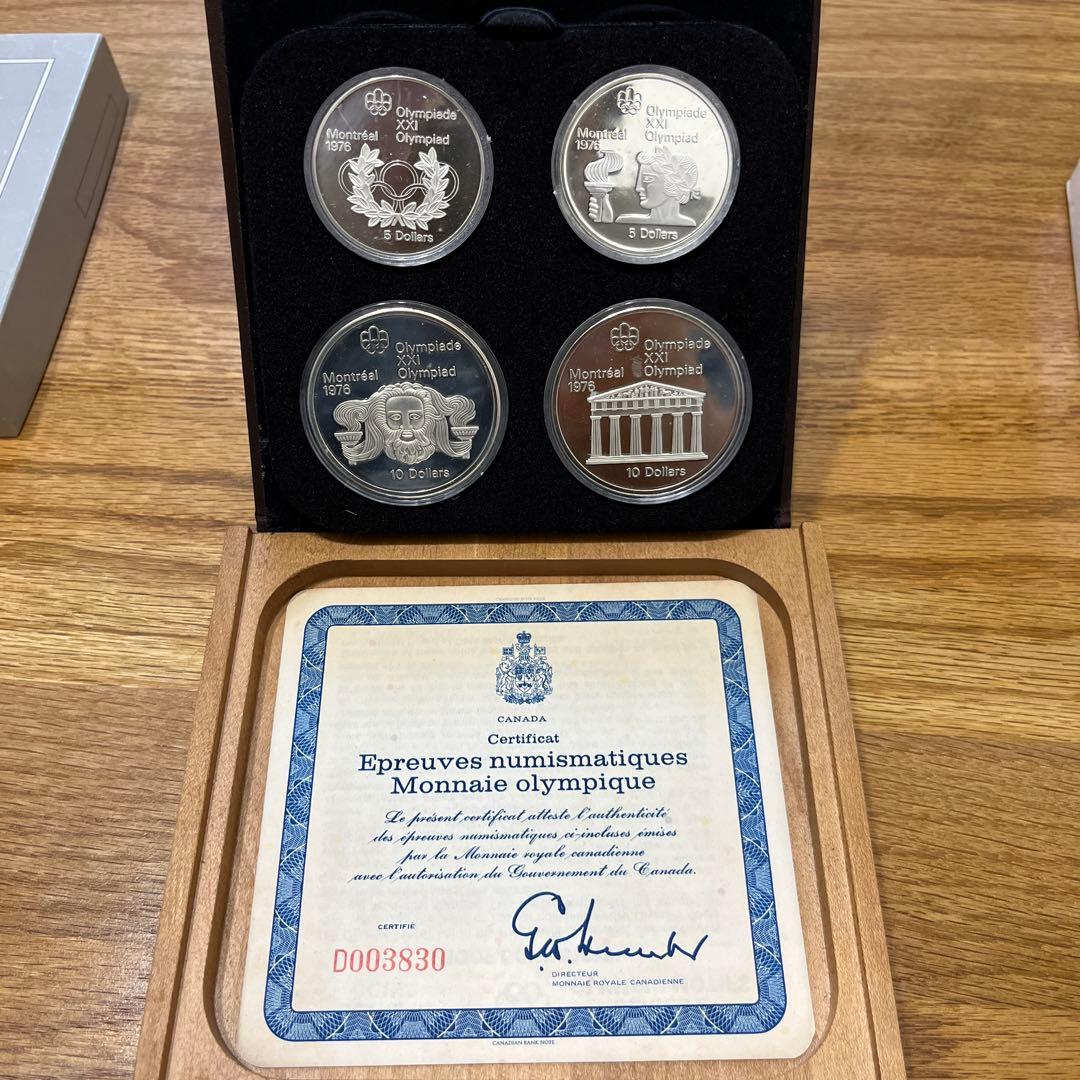 Olympiade
XXI
Olympiad
Montréal
1976
5 Dollars
Olympiade
XXI
Olympiad
Montréal
1976
5 Dollars
Olympiade
XXI
Olympiad
Montréal
1976
10 Dollars
Olympiade
XXI
Olympiad
Montréal
1976
10 Dollars
CANADA
Certificat
Epreuves numismatiques
Monnaie olympique
Le présent certificat atteste l'authenticité
des épreuves numismatiques ci-incluses émises
par la Monnaie royale canadienne
avec l'autorisation du Gouvernement du Canada.
CERTIFIÉ
D003830
DIRECTEUR
MONNAIE ROYALE CANADIENNE
CANADIAN BANK NOTE